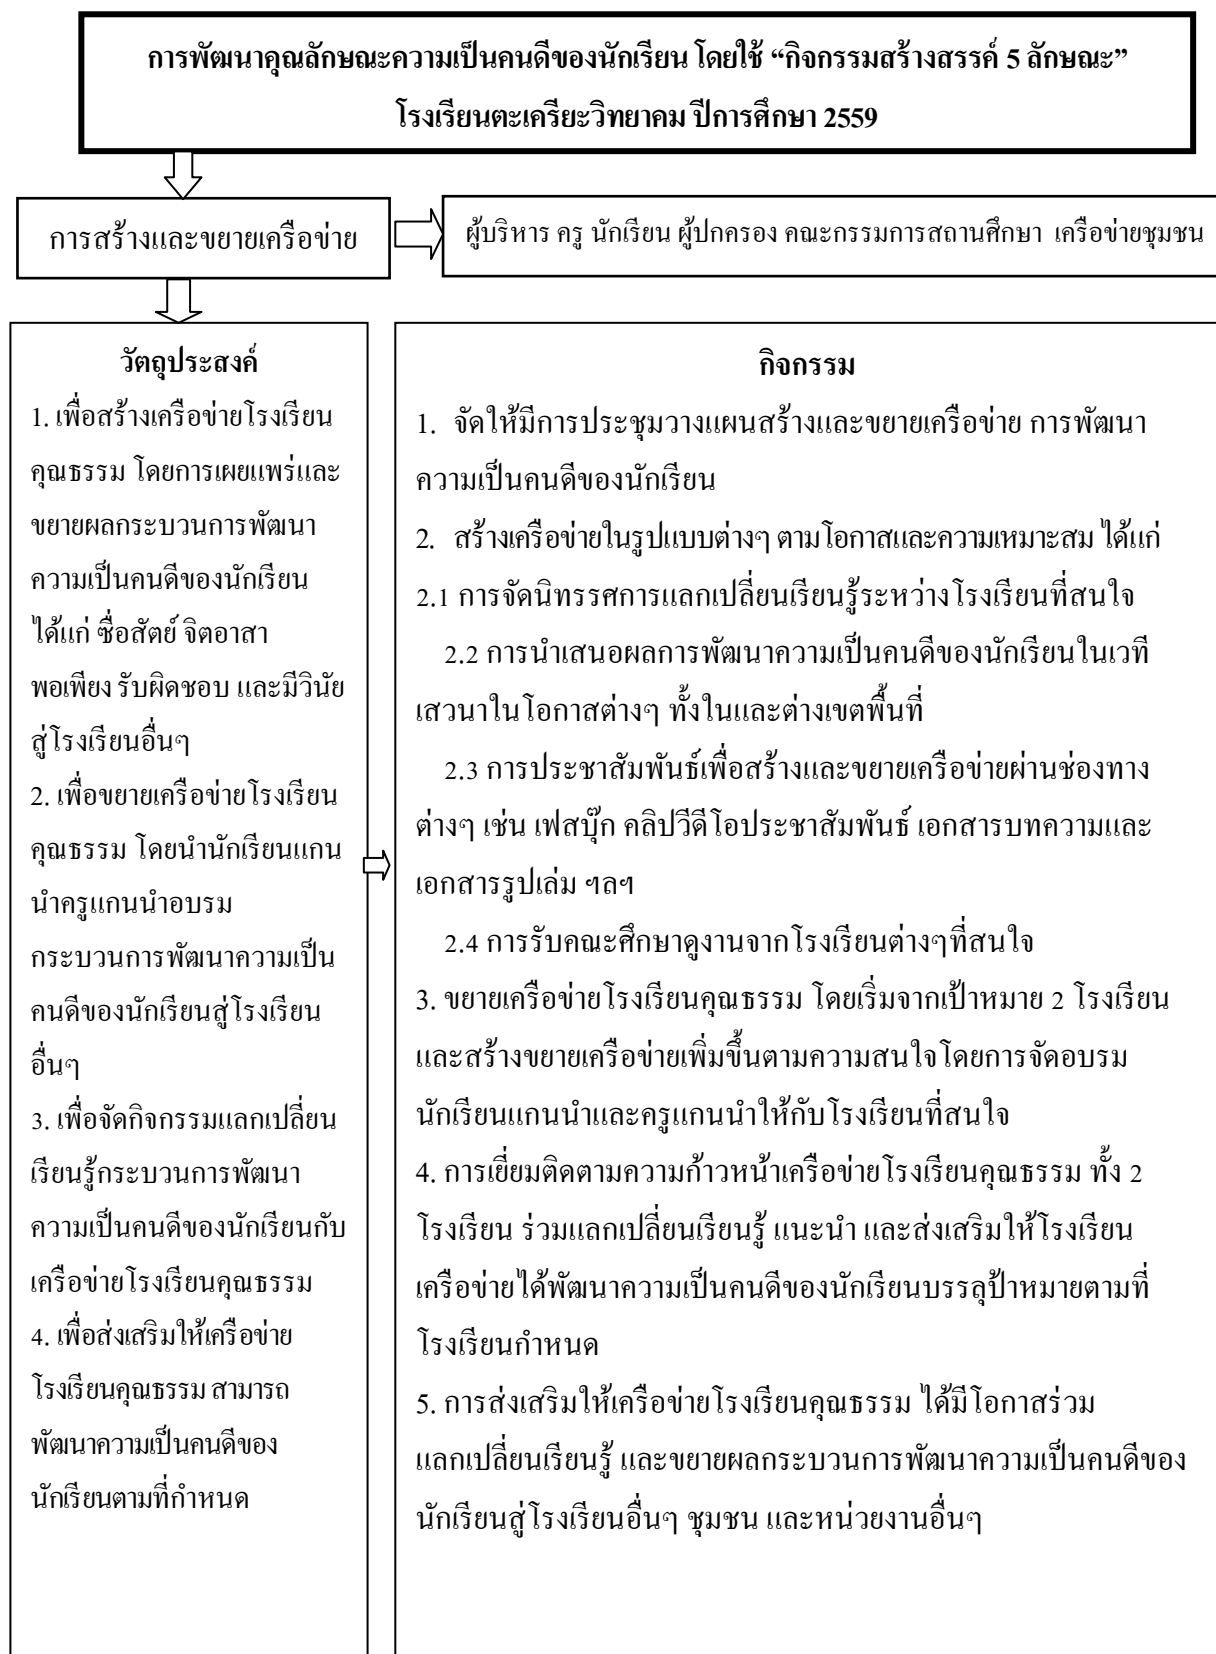 การพัฒนาคุณลักษณะความเป็นคนดีของนักเรียน โดยใช้ “กิจกรรมสร้างสรรค์ 5 ลักษณะ”
โรงเรียนตะเครียะวิทยาคม ปีการศึกษา 2559
การสร้างและขยายเครือข่าย
ผู้บริหาร ครู นักเรียน ผู้ปกครอง คณะกรรมการสถานศึกษา เครือข่ายชุมชน
วัตถุประสงค์
1. เพื่อสร้างเครือข่ายโรงเรียน
คุณธรรม โดยการเผยแพร่และ
ขยายผลกระบวนการพัฒนา
ความเป็นคนดีของนักเรียน
ได้แก่ ซื่อสัตย์ จิตอาสา
พอเพียง รับผิดชอบ และมีวินัย
สู่โรงเรียนอื่นๆ
2. เพื่อขยายเครือข่ายโรงเรียน
คุณธรรม โดยนำนักเรียนแกน
นำครูแกนนำอบรม
กระบวนการพัฒนาความเป็น
คนดีของนักเรียนสู่โรงเรียน
อื่นๆ
3. เพื่อจัดกิจกรรมแลกเปลี่ยน
เรียนรู้กระบวนการพัฒนา
ความเป็นคนดีของนักเรียนกับ
เครือข่ายโรงเรียนคุณธรรม
4. เพื่อส่งเสริมให้เครือข่าย
โรงเรียนคุณธรรม สามารถ
พัฒนาความเป็นคนดีของ
นักเรียนตามที่กำหนด
กิจกรรม
1. จัดให้มีการประชุมวางแผนสร้างและขยายเครือข่าย การพัฒนา
ความเป็นคนดีของนักเรียน
2. สร้างเครือข่ายในรูปแบบต่างๆ ตามโอกาสและความเหมาะสม ได้แก่
2.1 การจัดนิทรรศการแลกเปลี่ยนเรียนรู้ระหว่างโรงเรียนที่สนใจ
2.2 การนำเสนอผลการพัฒนาความเป็นคนดีของนักเรียนในเวที
เสวนาในโอกาสต่างๆ ทั้งในและต่างเขตพื้นที่
2.3 การประชาสัมพันธ์เพื่อสร้างและขยายเครือข่ายผ่านช่องทาง
ต่างๆ เช่น เฟสบุ๊ก คลิปวีดีโอประชาสัมพันธ์ เอกสารบทความและ
เอกสารรูปเล่ม ฯลฯ
2.4 การรับคณะศึกษาดูงานจากโรงเรียนต่างๆที่สนใจ
3. ขยายเครือข่ายโรงเรียนคุณธรรม โดยเริ่มจากเป้าหมาย 2 โรงเรียน
และสร้างขยายเครือข่ายเพิ่มขึ้นตามความสนใจโดยการจัดอบรม
นักเรียนแกนนำและครูแกนนำให้กับโรงเรียนที่สนใจ
4. การเยี่ยมติดตามความก้าวหน้าเครือข่ายโรงเรียนคุณธรรม ทั้ง 2
โรงเรียน ร่วมแลกเปลี่ยนเรียนรู้ แนะนำ และส่งเสริมให้โรงเรียน
เครือข่ายได้พัฒนาความเป็นคนดีของนักเรียนบรรลุป้าหมายตามที่
โรงเรียนกำหนด
5. การส่งเสริมให้เครือข่ายโรงเรียนคุณธรรม ได้มีโอกาสร่วม
แลกเปลี่ยนเรียนรู้ และขยายผลกระบวนการพัฒนาความเป็นคนดีของ
นักเรียนสู่โรงเรียนอื่นๆ ชุมชน และหน่วยงานอื่นๆ